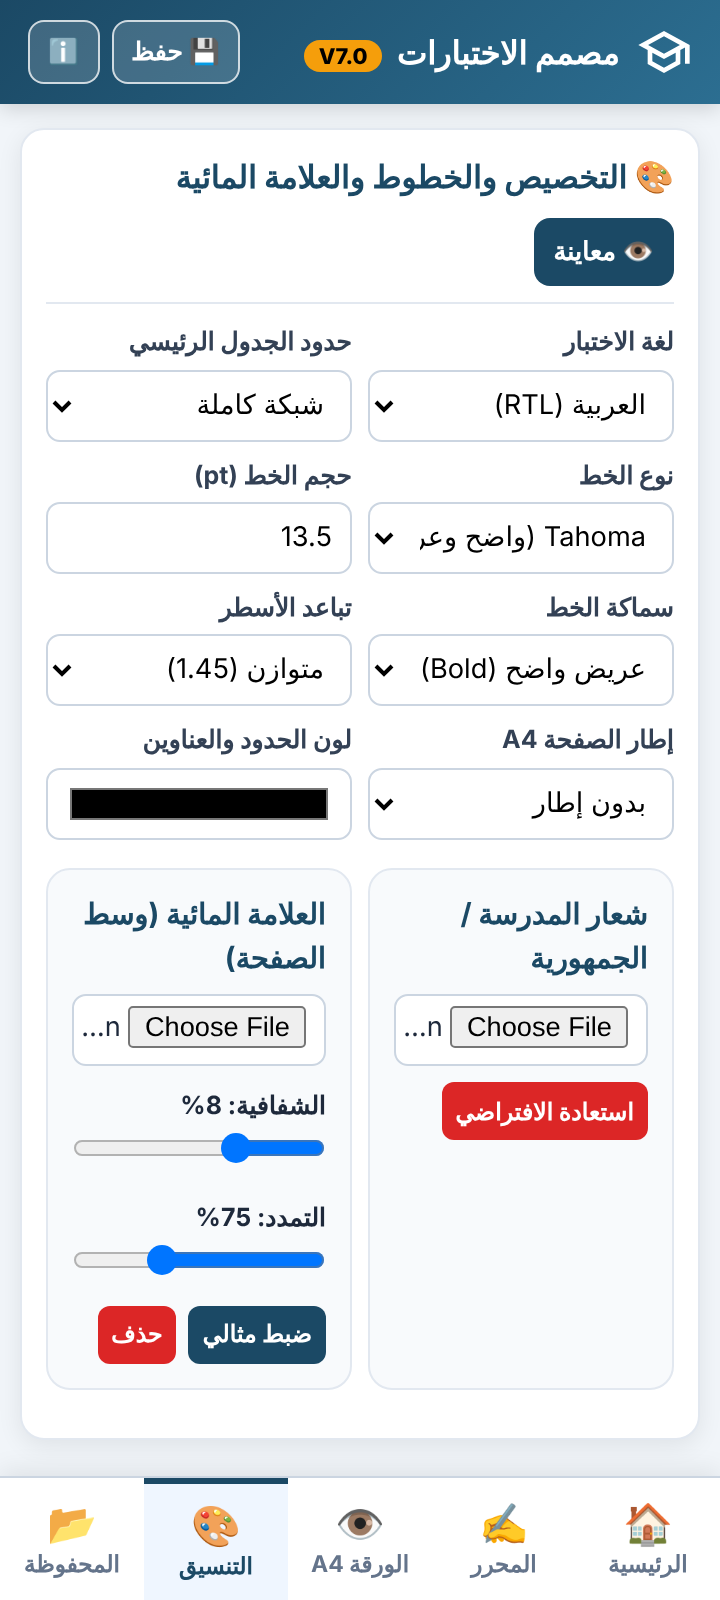 مصمم الاختبارات V7.0 💾 حفظ ℹ️
🎨 التخصيص والخطوط والعلامة المائية
👁️ معاينة
لغة الاختبار
حدود الجدول الرئيسي
العربية (RTL)
شبكة كاملة
نوع الخط
حجم الخط (pt)
Tahoma (واضح وعر
13.5
سماكة الخط
تباعد الأسطر
عريض واضح (Bold)
متوازن (1.45)
إطار الصفحة A4
لون الحدود والعناوين
بدون إطار
شعار المدرسة /
الجمهورية
Choose File n...
استعادة الافتراضي
العلامة المائية (وسط
الصفحة)
Choose File n...
الشفافية: 8%
التمدد: 75%
ضبط مثالي
حذف
🏠 الرئيسية
✍️ المحرر
👁️ الورقة A4
🎨 التنسيق
📂 المحفوظة